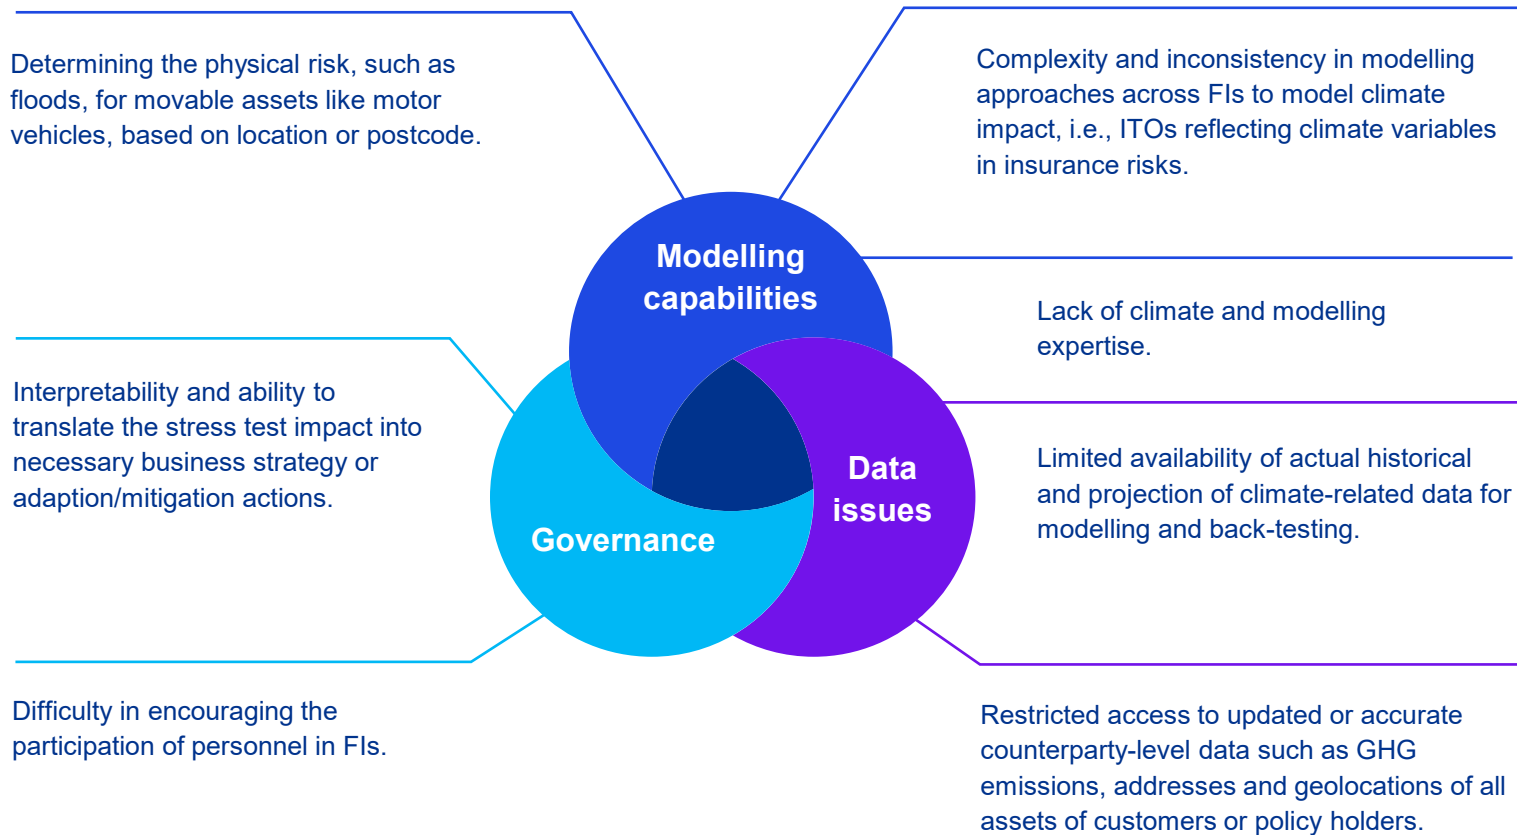 Determining the physical risk, such as
floods, for movable assets like motor
vehicles, based on location or postcode.
Complexity and inconsistency in modelling
approaches across FIs to model climate
impact, i.e., ITOs reflecting climate variables
in insurance risks.
Modelling
capabilities
Lack of climate and modelling
expertise.
Interpretability and ability to
translate the stress test impact into
necessary business strategy or
adaption/mitigation actions.
Data
issues
Limited availability of actual historical
and projection of climate-related data for
modelling and back-testing.
Governance
Difficulty in encouraging the
participation of personnel in FIs.
Restricted access to updated or accurate
counterparty-level data such as GHG
emissions, addresses and geolocations of all
assets of customers or policy holders.